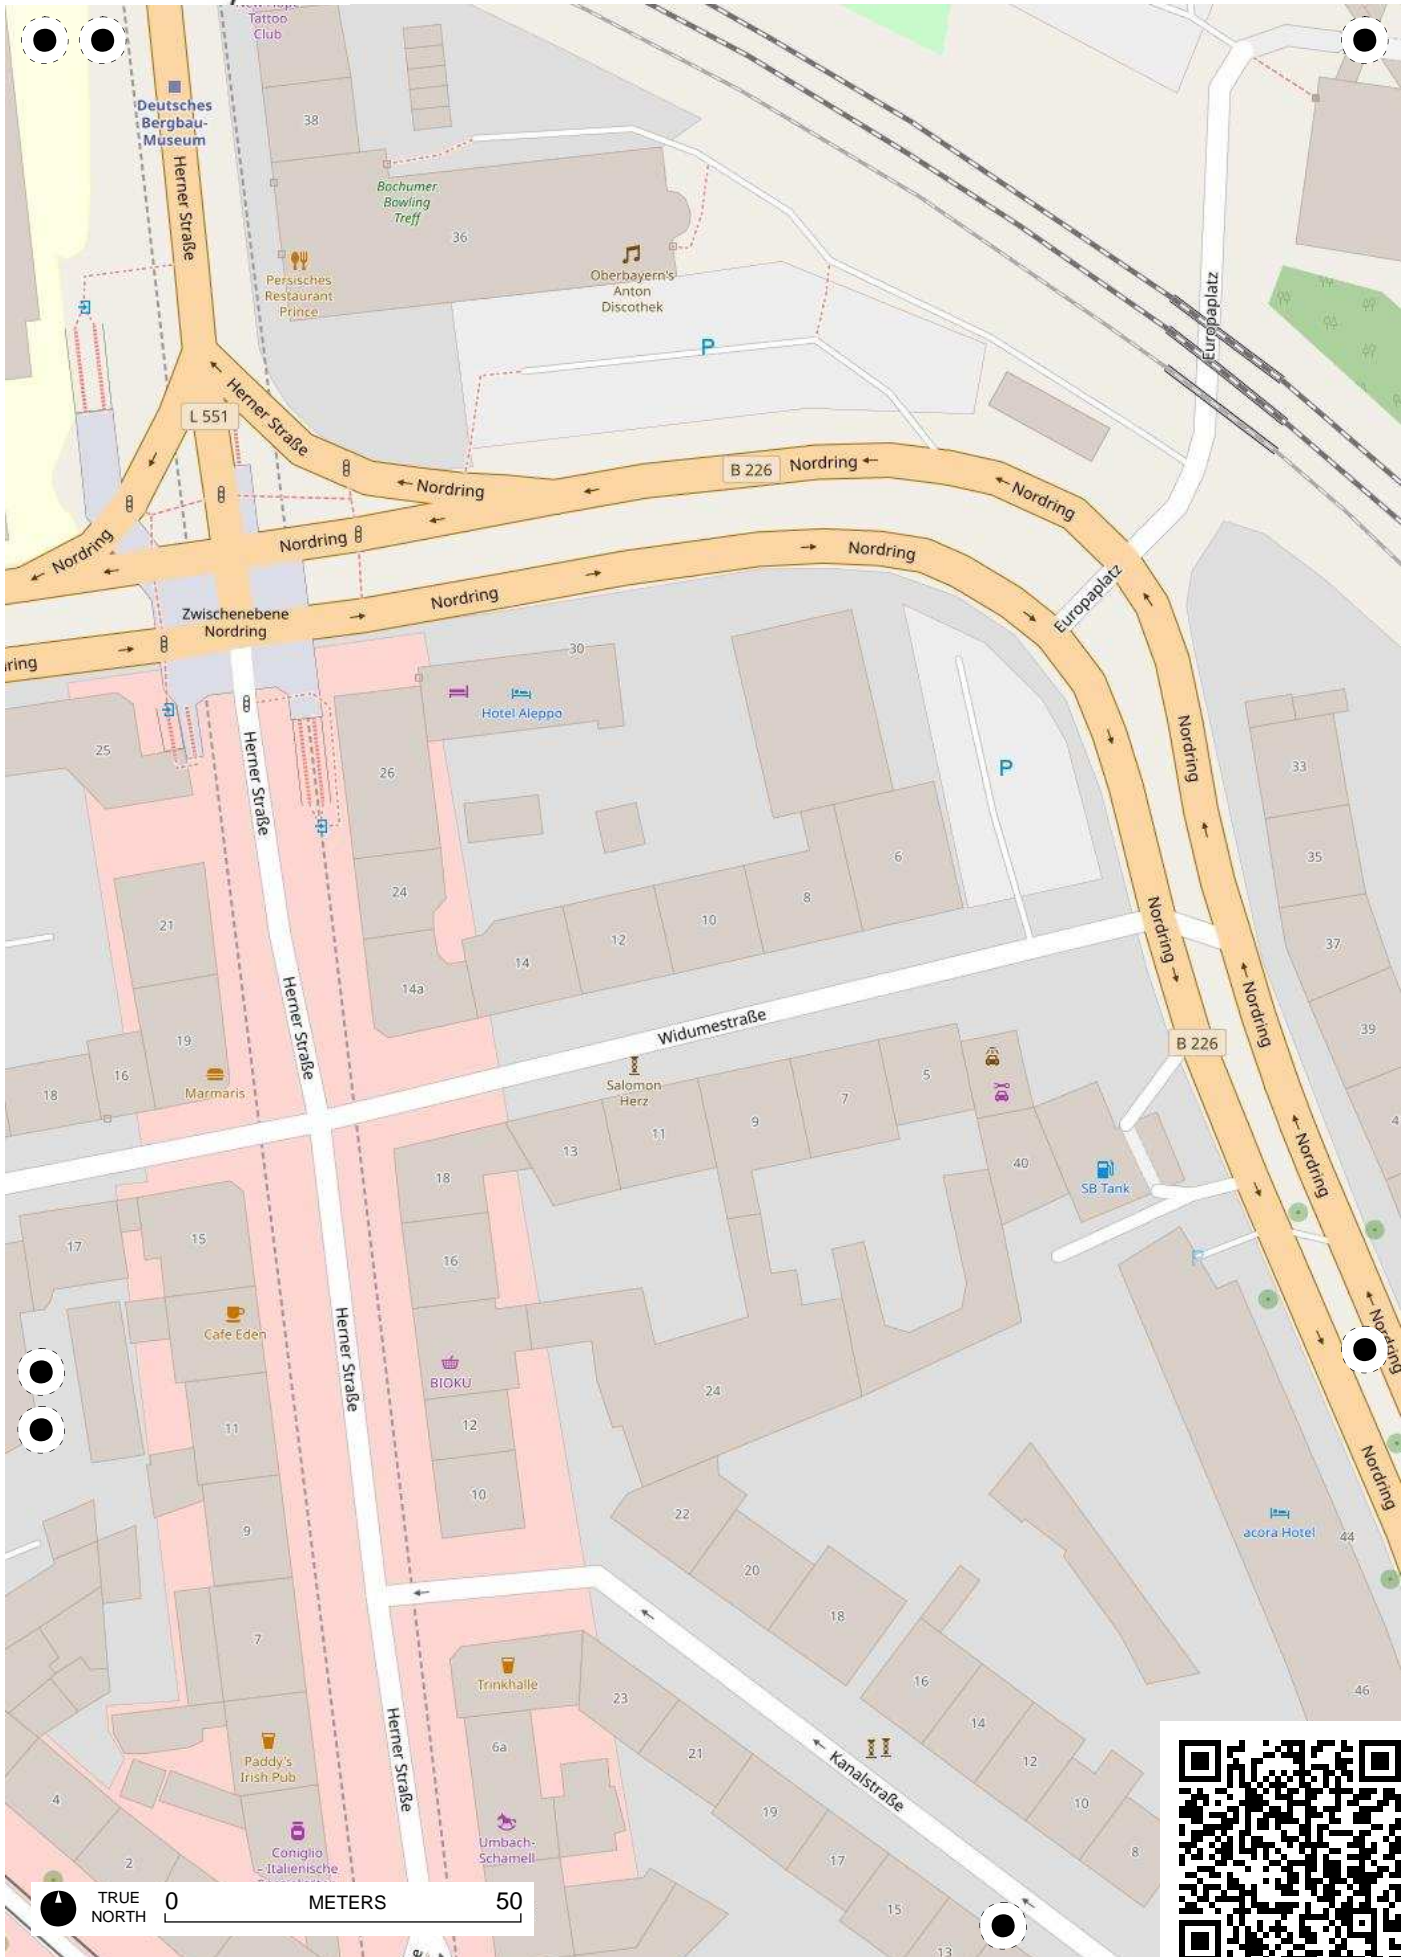 Tattoo
Club
Deutsches
Bergbau-
Museum
38
Herner Straße
Bochumer
Bowling
Treff
36
Persisches
Restaurant
Prince
Oberbayern's
Anton
Discothek
P
Europaplatz
L 551
Herner Straße
B 226
Nordring
Nordring
Nordring
Nordring
Nordring
Nordring
Nordring
Europaplatz
Zwischenebene
Nordring
30
Hotel Aleppo
25
26
Herner Straße
P
Nordring
33
35
6
24
8
10
12
14
21
Nordring
37
14a
Herner Straße
Widumestraße
Nordring
39
B 226
19
16
18
Marmaris
Salomon
Herz
5
7
9
11
13
40
SB Tank
Nordring
18
15
17
16
Cafe Eden
Herner Straße
BIOKU
Nordring
24
12
11
10
Nordring
22
9
acora Hotel
44
20
18
7
Trinkhalle
23
16
46
14
6a
21
Paddy's
Irish Pub
Herner Straße
12
Kanalstraße
4
19
10
Umbach-
Schamell
Coniglio
- Italienische
8
2
17
15
13
TRUE
NORTH
0
METERS
50